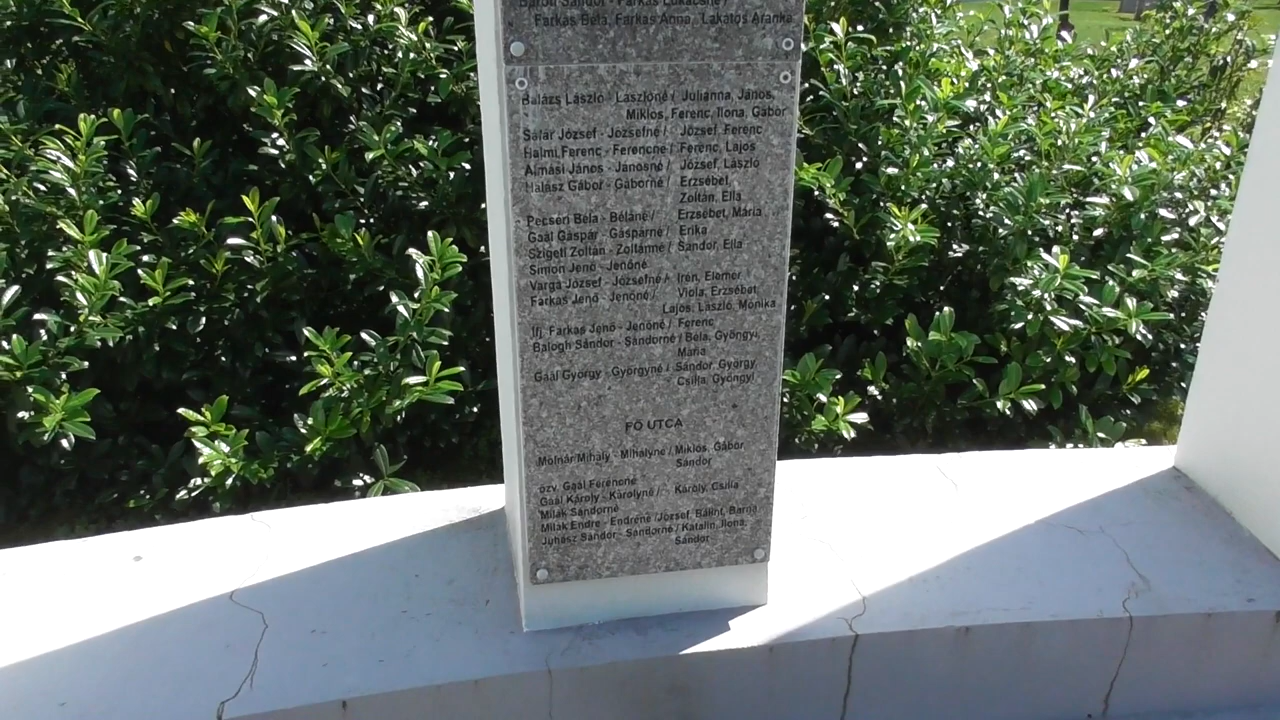 Farkas Béla, Farkas Anna, Lakatos Aranka
Balázs László - Lászlóné / Julianna, János,
Miklós, Ferenc, Ilona, Gábor
Safár József - Józsefné / József, Ferenc
Halmi Ferenc - Ferencné / Ferenc, Lajos
Almási János - Jánosné / József, László
Halász Gábor - Gáborné / Erzsébet,
Zoltán, Ella
Pecséri Béla - Béláné / Erzsébet, Mária
Gaál Gáspár - Gáspárné / Erika
Szigeti Zoltán - Zoltánné / Sándor, Ella
Simon Jenő - Jenőné
Varga József - Józsefné / Irén, Elemér
Farkas Jenő - Jenőné / Viola, Erzsébet,
Lajos, László, Mónika
Ifj. Farkas Jenő - Jenőné / Ferenc
Balogh Sándor - Sándorné / Béla, Gyöngyi,
Mária
Gaál György - Györgyné / Sándor, György,
Csilla, Gyöngyi
FŐ UTCA
Molnár Mihály - Mihályné / Miklós, Gábor
Sándor
özv. Gaál Ferencné
Gaál Károly - Károlyné / Károly, Csilla
Milák Sándorné
Milák Endre - Endréné / József, Bálint,
Juhász Sándor - Sándorné / Katalin, Ilona,
Sándor